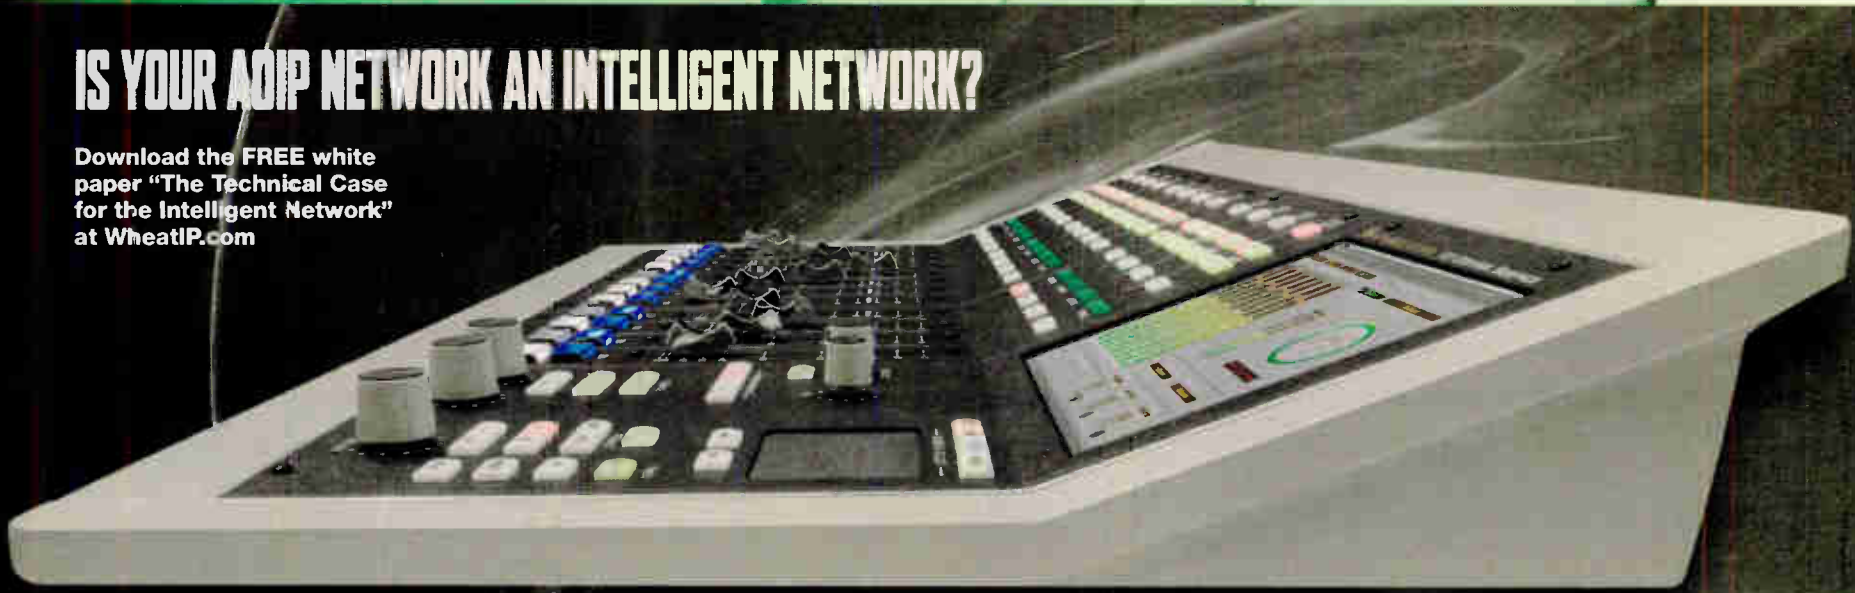 IS YOUR AOIP NETWORK AN INTELLIGENT NETWORK?
Download the FREE white
paper “The Technical Case
for the Intelligent Network”
at WheatIP.com